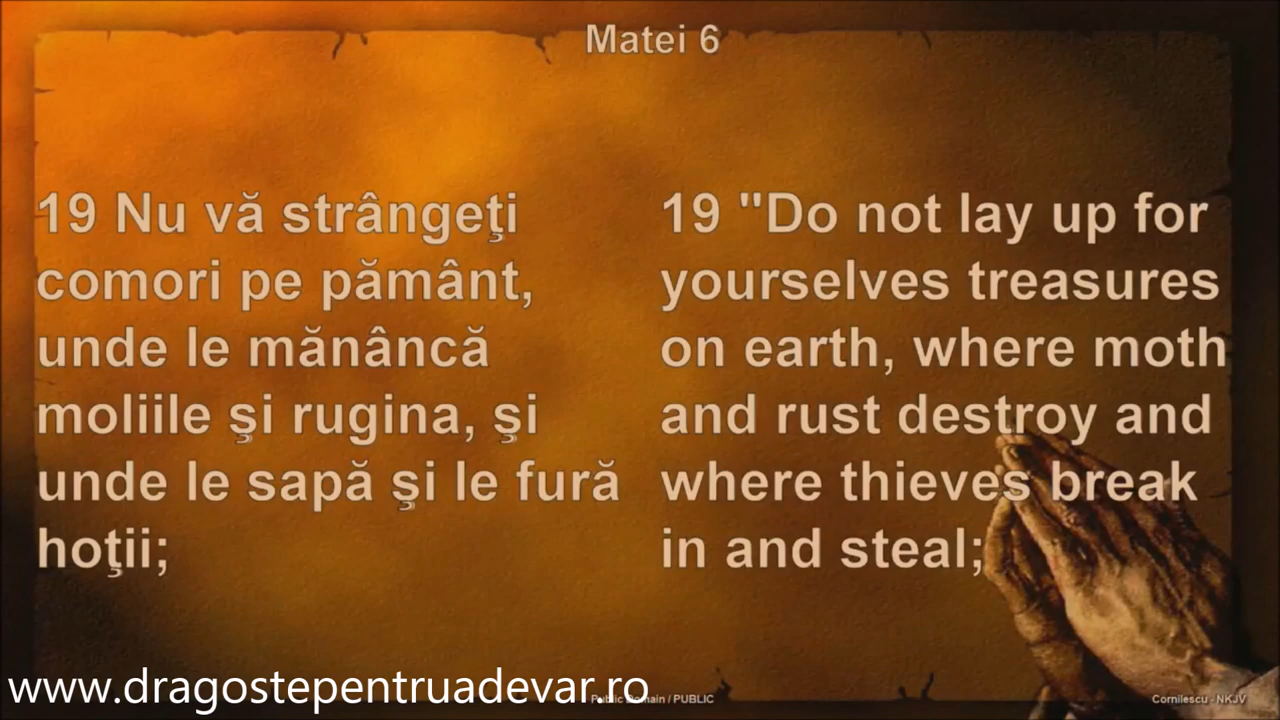 Matei 6
19 Nu vă strângeţi
comori pe pământ,
unde le mănâncă
moliile şi rugina, şi
unde le sapă şi le fură
hoţii;
19 "Do not lay up for
yourselves treasures
on earth, where moth
and rust destroy and
where thieves break
in and steal;
www.dragostepentruadevar.ro
Public Domain / PUBLIC
Cornilescu - NKJV